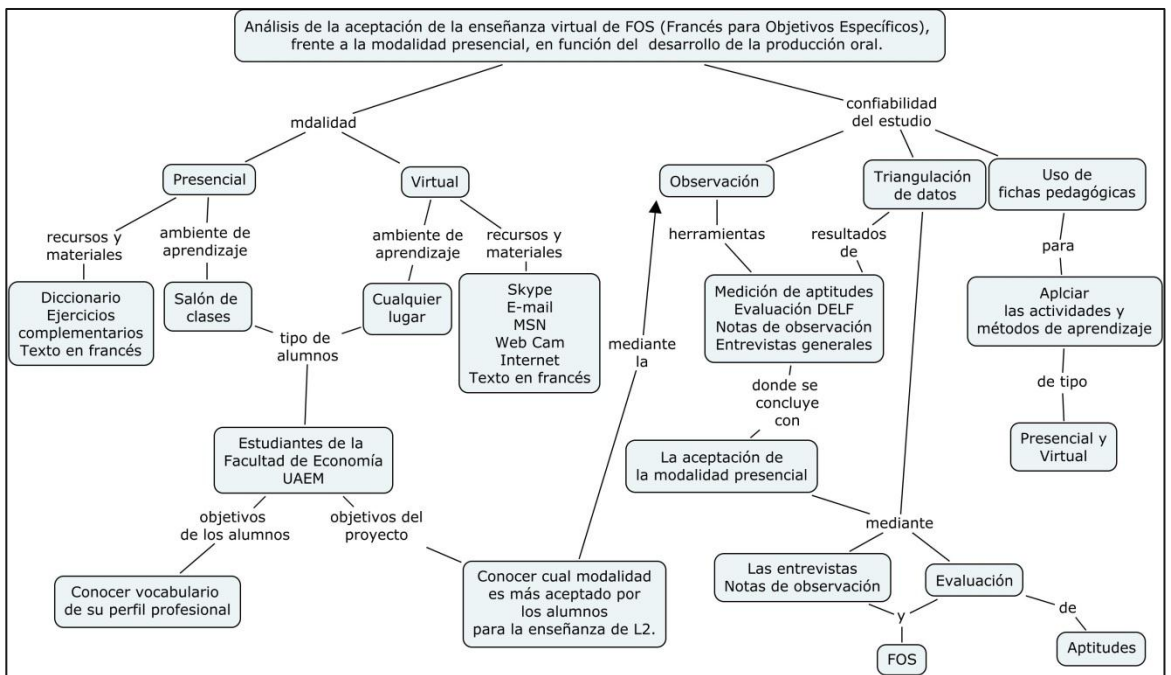 Análisis de la aceptación de la enseñanza virtual de FOS (Francés para Objetivos Específicos),
frente a la modalidad presencial, en función del desarrollo de la producción oral.
mdalidad
confiabilidad
del estudio
Presencial
Virtual
Observación
Triangulación
de datos
Uso de
fichas pedagógicas
recursos y
materiales
ambiente de
aprendizaje
ambiente de
aprendizaje
recursos y
materiales
herramientas
resultados
de
para
Diccionario
Ejercicios
complementarios
Texto en francés
Salón de
clases
Cualquier
lugar
Skype
E-mail
MSN
Web Cam
Internet
Texto en francés
Medición de aptitudes
Evaluación DELF
Notas de observación
Entrevistas generales
Aplciar
las actividades y
métodos de aprendizaje
tipo de
alumnos
mediante
la
donde se
concluye
con
de tipo
Estudiantes de la
Facultad de Economía
UAEM
La aceptación de
la modalidad presencial
Presencial y
Virtual
objetivos
de los alumnos
objetivos del
proyecto
mediante
Conocer vocabulario
de su perfil profesional
Conocer cual modalidad
es más aceptado por
los alumnos
para la enseñanza de L2.
Las entrevistas
Notas de observación
Evaluación
y
de
FOS
Aptitudes